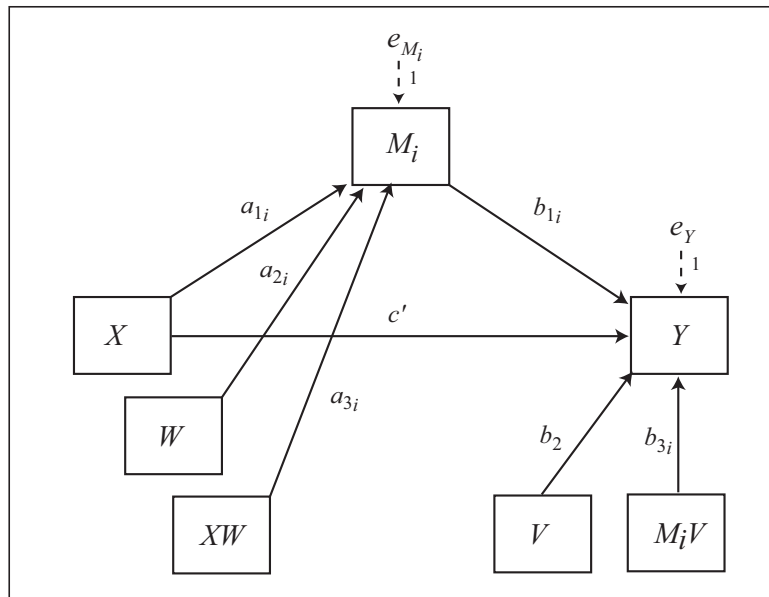 e_{M_i}
1
M_i
a_{1i}
b_{1i}
e_Y
1
a_{2i}
X
c'
Y
a_{3i}
W
b_2
b_{3i}
XW
V
M_iV